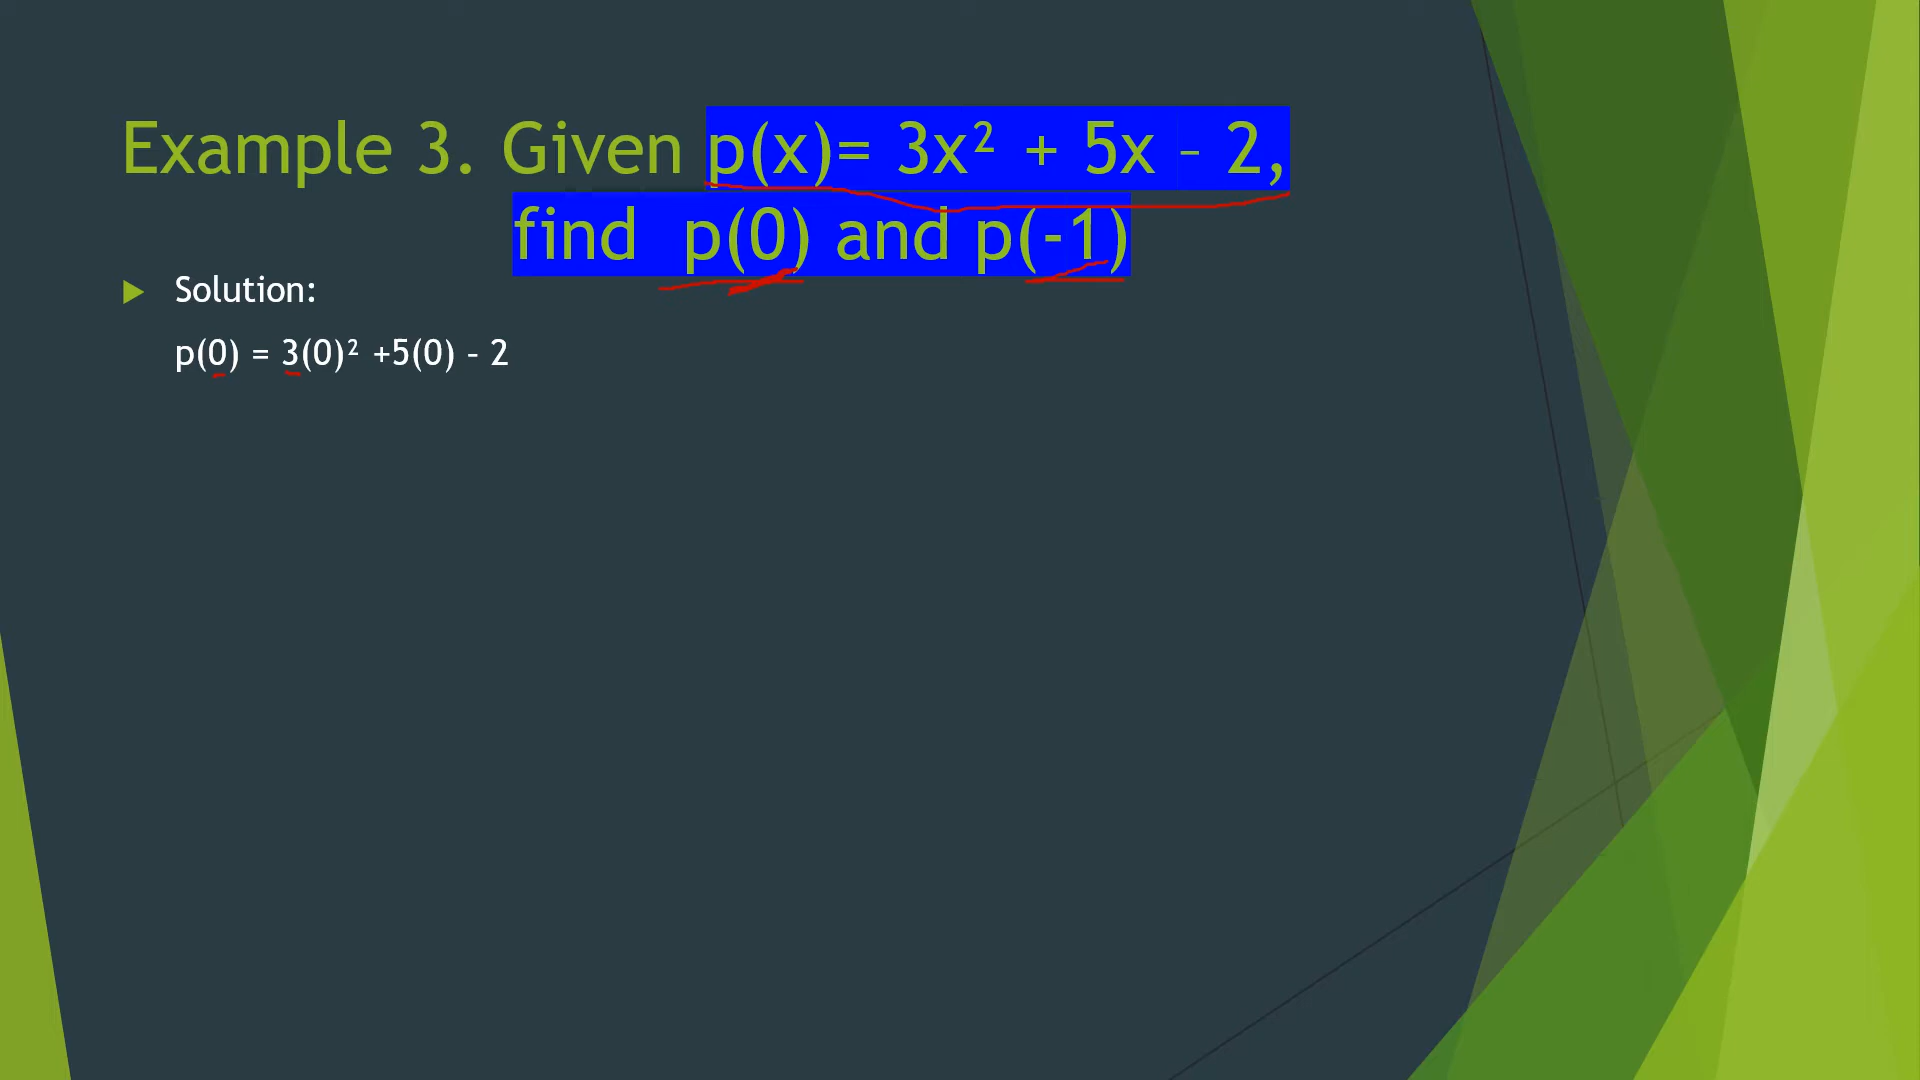 Example 3. Given p(x)= 3x² + 5x – 2,
find p(0) and p(-1)
Solution:
p(0) = 3(0)² +5(0) – 2